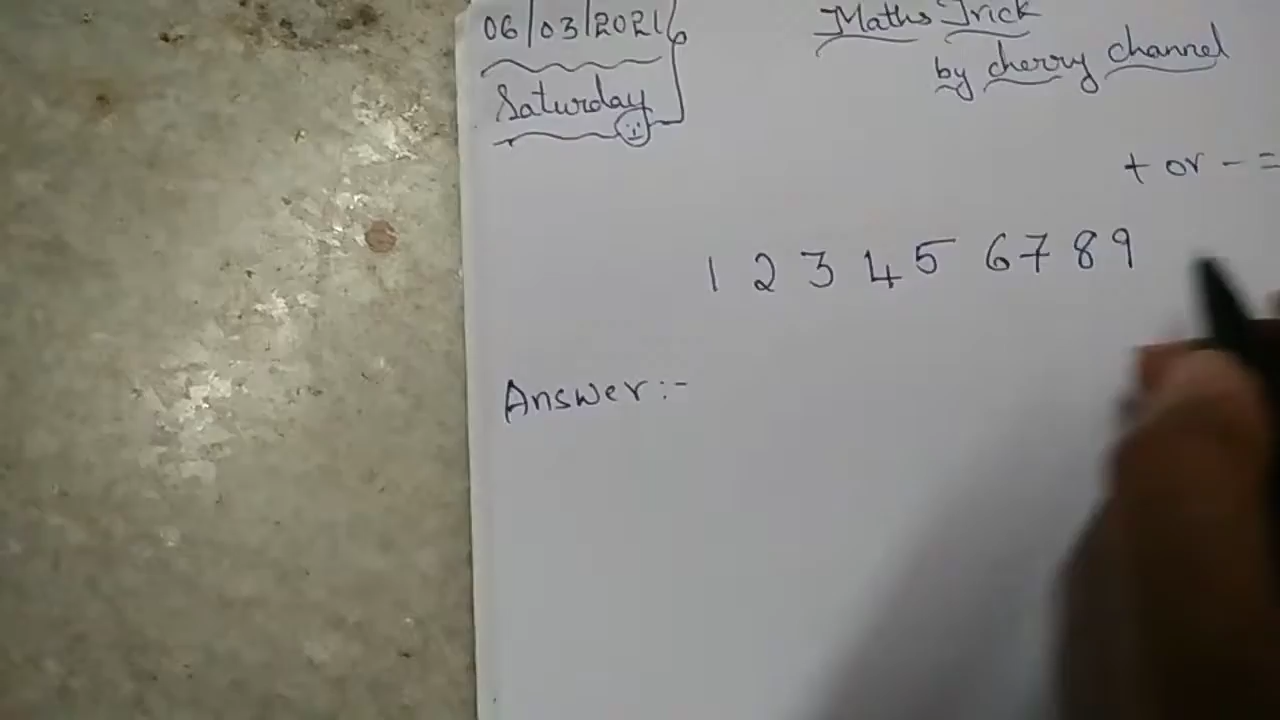 06/03/2021
Saturday
Maths Trick
by cherry channel
+ or - =
1 2 3 4 5 6 7 8 9
Answer :-